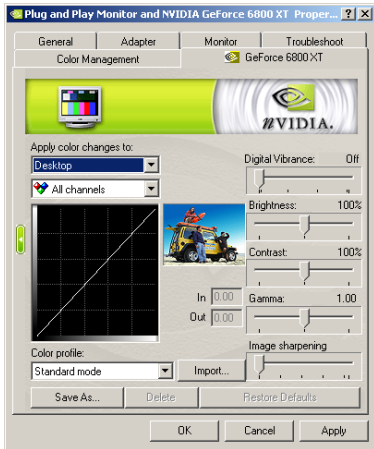 Plug and Play Monitor and NVIDIA GeForce 6800 XT Proper...
General Adapter Monitor Troubleshoot
Color Management GeForce 6800 XT
nVIDIA.
Apply color changes to:
Desktop
All channels
Digital Vibrance: Off
Brightness: 100%
Contrast: 100%
In 0.00
Gamma: 1.00
Out 0.00
Color profile:
Image sharpening
Standard mode
Import...
Save As... Delete Restore Defaults
OK Cancel Apply